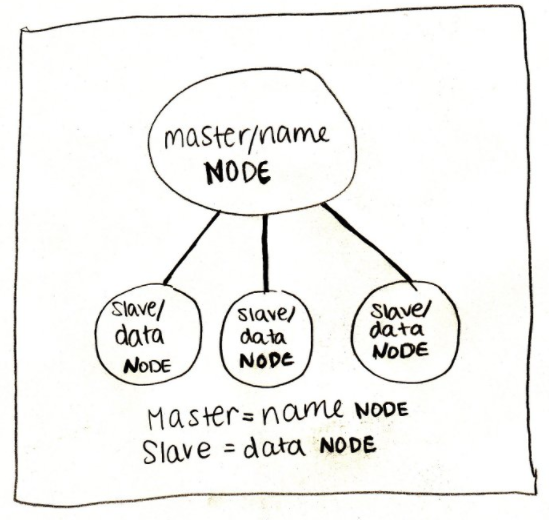 master/name
NODE
slave/
data
NODE
slave/
data
NODE
slave/
data
NODE
Master = name NODE
Slave = data NODE